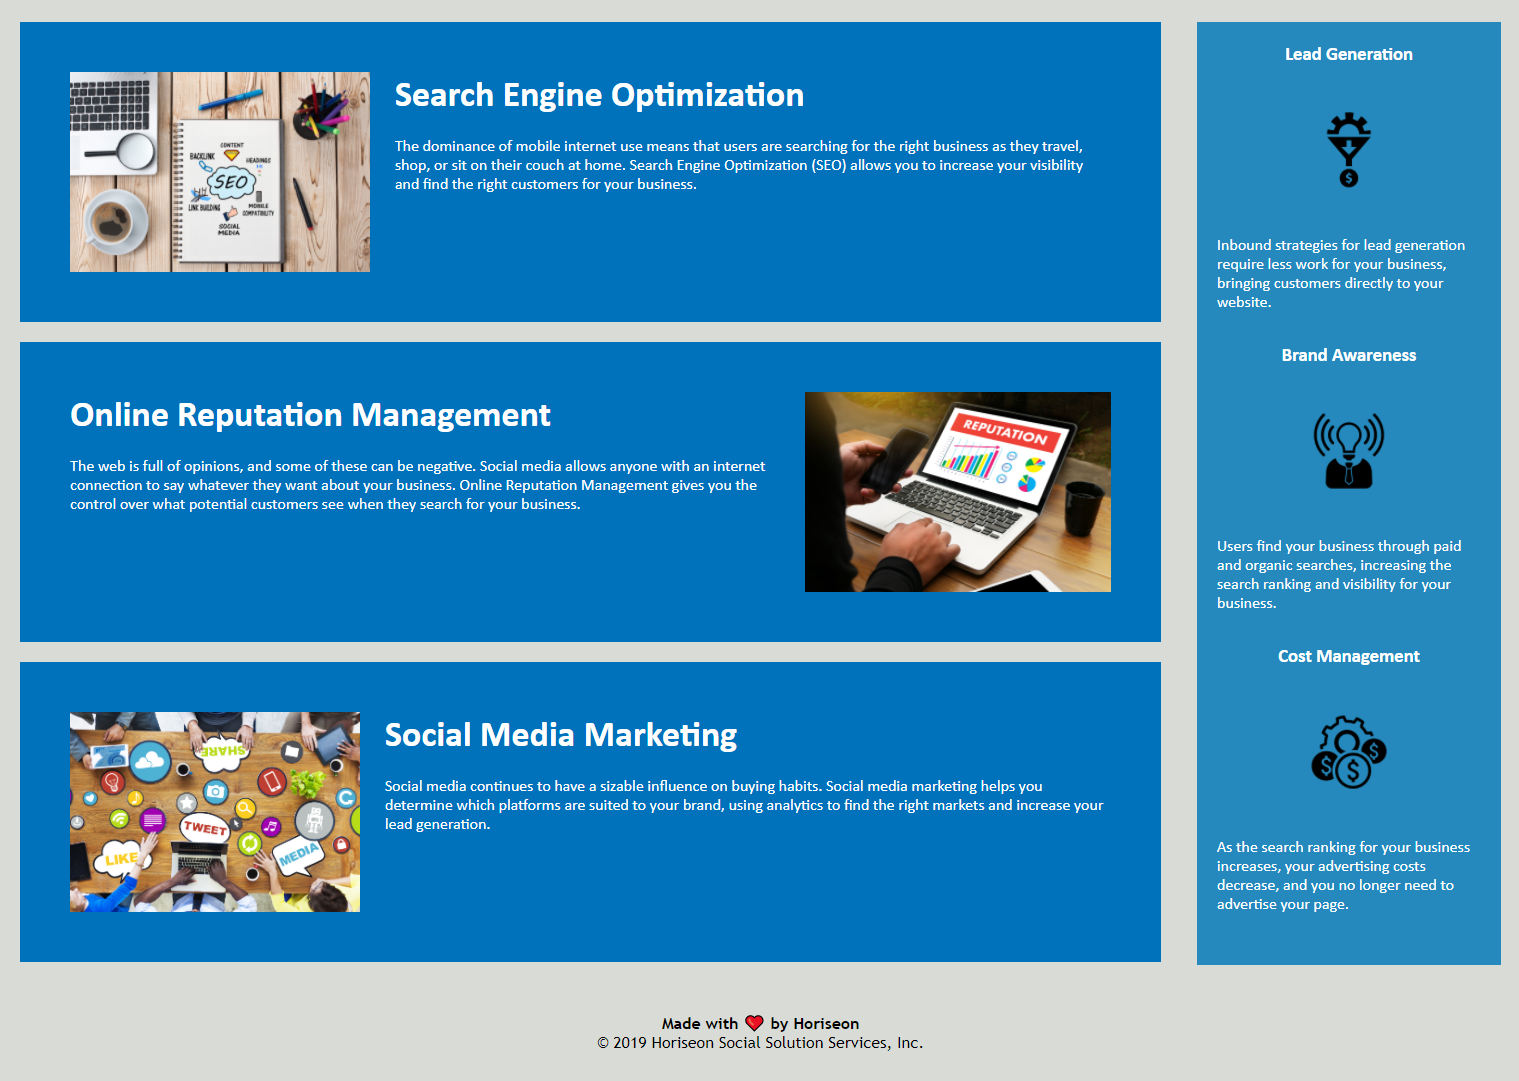 Search Engine Optimization
The dominance of mobile internet use means that users are searching for the right business as they travel,
shop, or sit on their couch at home. Search Engine Optimization (SEO) allows you to increase your visibility
and find the right customers for your business.
CONTENT
BACKLINK
HEADINGS
SEO
LINK BUILDING
MOBILE
COMPATIBILITY
SOCIAL
MEDIA
Online Reputation Management
The web is full of opinions, and some of these can be negative. Social media allows anyone with an internet
connection to say whatever they want about your business. Online Reputation Management gives you the
control over what potential customers see when they search for your business.
REPUTATION
Social Media Marketing
Social media continues to have a sizable influence on buying habits. Social media marketing helps you
determine which platforms are suited to your brand, using analytics to find the right markets and increase your
lead generation.
SHARE
TWEET
LIKE
MEDIA
Lead Generation
Inbound strategies for lead generation
require less work for your business,
bringing customers directly to your
website.
Brand Awareness
Users find your business through paid
and organic searches, increasing the
search ranking and visibility for your
business.
Cost Management
As the search ranking for your business
increases, your advertising costs
decrease, and you no longer need to
advertise your page.
Made with ❤️ by Horiseon
© 2019 Horiseon Social Solution Services, Inc.